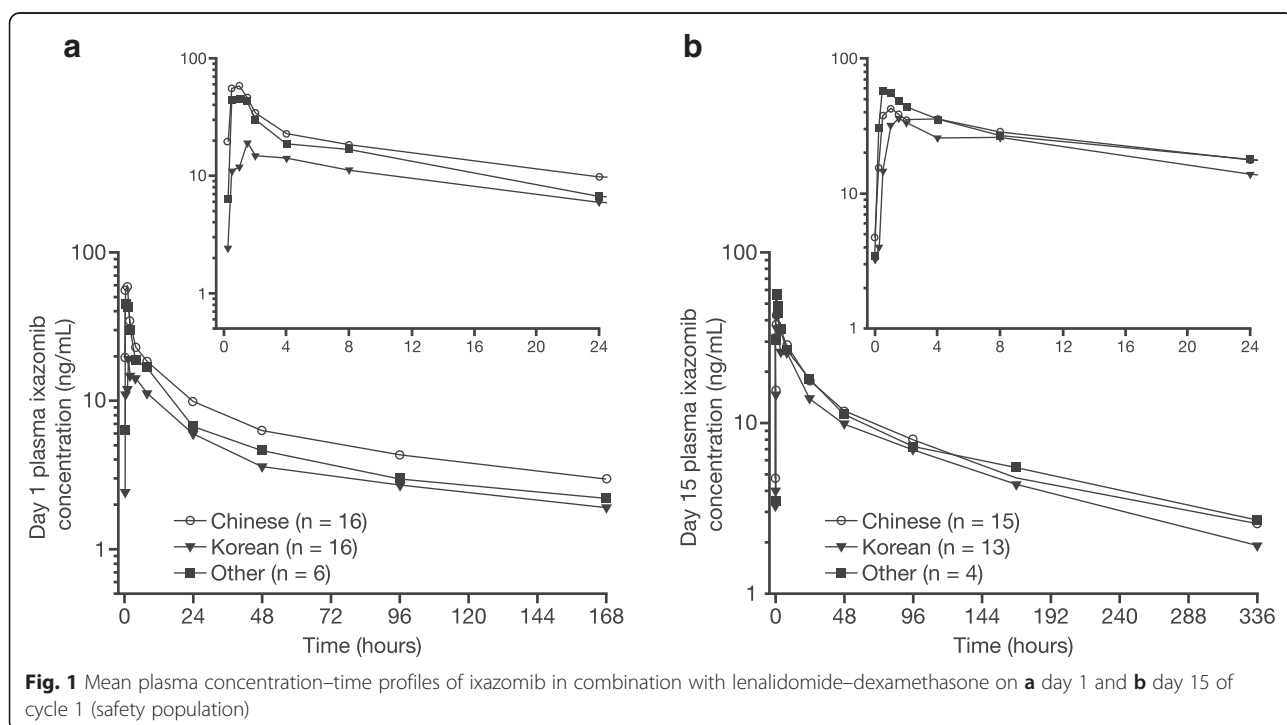 a
100
10
1
0 4 8 12 16 20 24
100
10
1
Day 1 plasma ixazomib
concentration (ng/mL)
Chinese (n = 16)
Korean (n = 16)
Other (n = 6)
0 24 48 72 96 120 144 168
Time (hours)
b
100
10
1
0 4 8 12 16 20 24
100
10
1
Day 15 plasma ixazomib
concentration (ng/mL)
Chinese (n = 15)
Korean (n = 13)
Other (n = 4)
0 48 96 144 192 240 288 336
Time (hours)
Fig. 1 Mean plasma concentration–time profiles of ixazomib in combination with lenalidomide–dexamethasone on a day 1 and b day 15 of
cycle 1 (safety population)